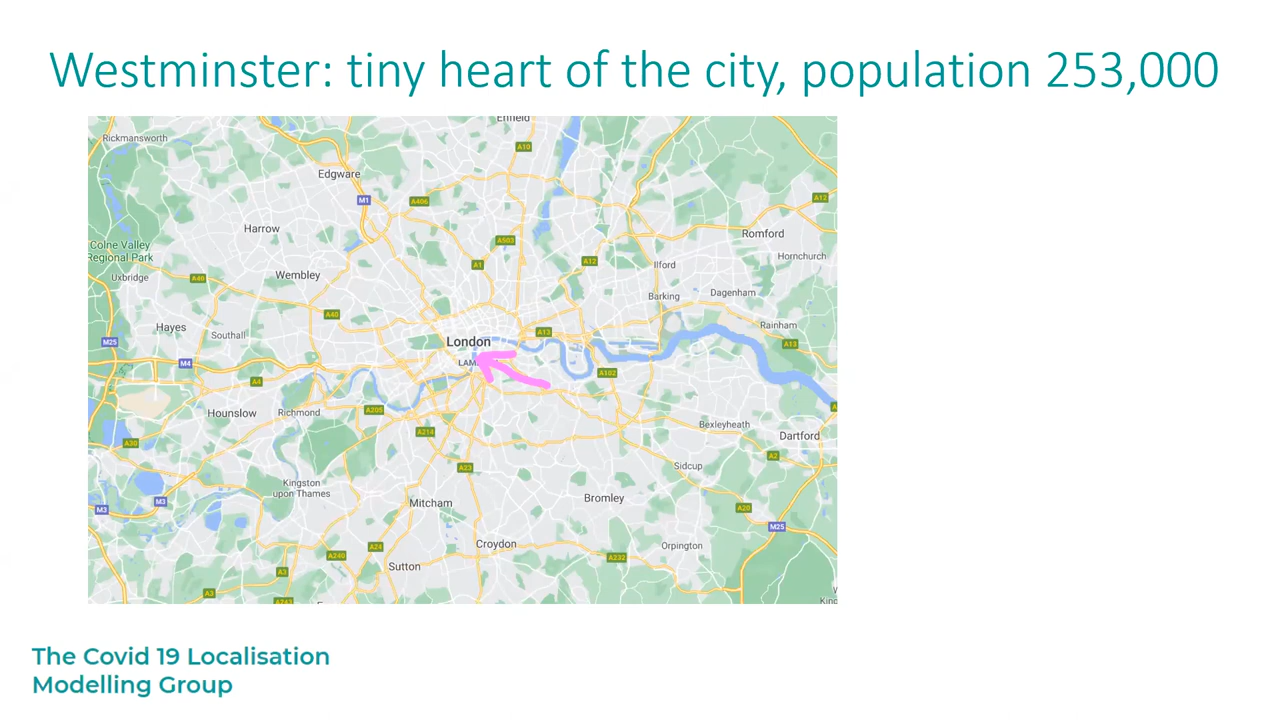 Westminster: tiny heart of the city, population 253,000
Enfield
Rickmansworth
A10
Edgware
M1
A406
A12
Harrow
Romford
A503
Colne Valley
Regional Park
Hornchurch
A1
A12
Ilford
Uxbridge
Wembley
A40
Barking
Dagenham
A40
Hayes
Southall
A13
Rainham
London
M25
A13
LAM
M4
A4
A102
Hounslow
Richmond
A205
Bexleyheath
A214
Dartford
A30
A2
Sidcup
A23
Kingston
upon Thames
M3
Mitcham
Bromley
M3
A20
M25
Croydon
Orpington
A24
A240
A232
Sutton
A3
A3
A243
The Covid 19 Localisation
Modelling Group